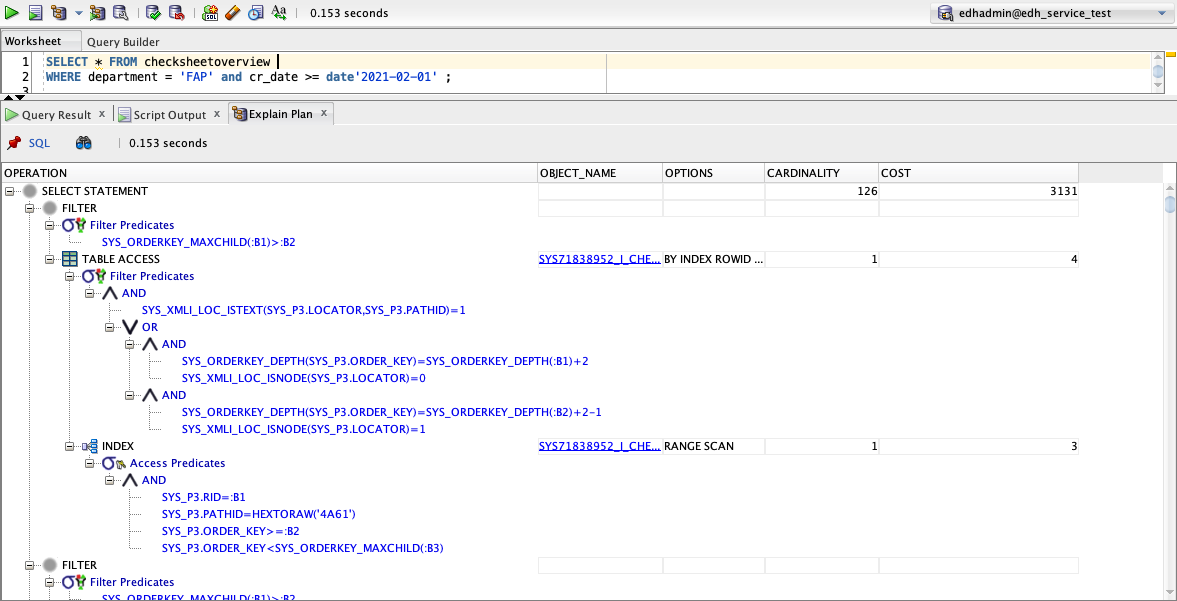 0.153 seconds
edhadmin@edh_service_test
Worksheet Query Builder
1 SELECT * FROM checksheetoverview
2 WHERE department = 'FAP' and cr_date >= date'2021-02-01' ;
3
Query Result x Script Output x Explain Plan x
SQL 0.153 seconds
OPERATION OBJECT_NAME OPTIONS CARDINALITY COST
SELECT STATEMENT 126 3131
FILTER
Filter Predicates
SYS_ORDERKEY_MAXCHILD(:B1)>:B2
TABLE ACCESS SYS71838952_I_CHE... BY INDEX ROWID ... 1 4
Filter Predicates
AND
SYS_XMLI_LOC_ISTEXT(SYS_P3.LOCATOR,SYS_P3.PATHID)=1
OR
AND
SYS_ORDERKEY_DEPTH(SYS_P3.ORDER_KEY)=SYS_ORDERKEY_DEPTH(:B1)+2
SYS_XMLI_LOC_ISNODE(SYS_P3.LOCATOR)=0
AND
SYS_ORDERKEY_DEPTH(SYS_P3.ORDER_KEY)=SYS_ORDERKEY_DEPTH(:B2)+2-1
SYS_XMLI_LOC_ISNODE(SYS_P3.LOCATOR)=1
INDEX SYS71838952_I_CHE... RANGE SCAN 1 3
Access Predicates
AND
SYS_P3.RID=:B1
SYS_P3.PATHID=HEXTORAW('4A61')
SYS_P3.ORDER_KEY>=:B2
SYS_P3.ORDER_KEY<SYS_ORDERKEY_MAXCHILD(:B3)
FILTER
Filter Predicates
SYS_ORDERKEY_MAXCHILD(:B1)>:B2